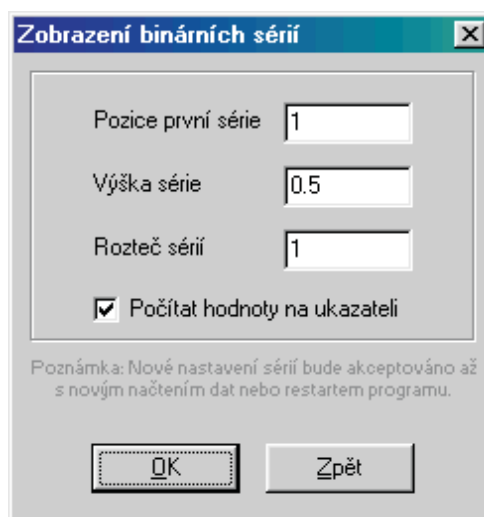 Zobrazení binárních sérií
Pozice první série 1
Výška série 0.5
Rozteč sérií 1
Počítat hodnoty na ukazateli
Poznámka: Nové nastavení sérií bude akceptováno až
s novým načtením dat nebo restartem programu.
OK Zpět